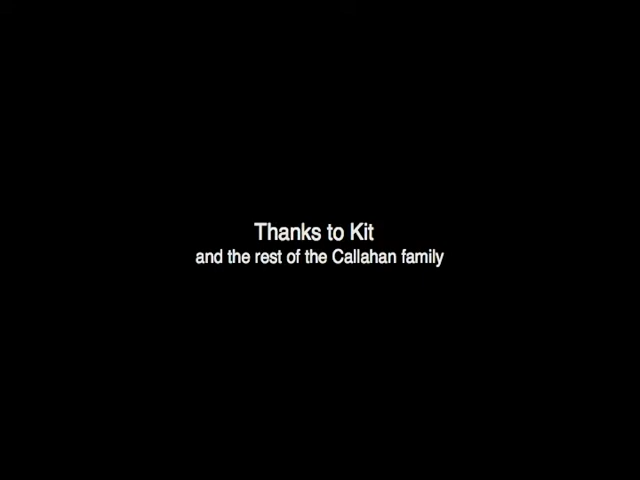 Thanks to Kit
and the rest of the Callahan family